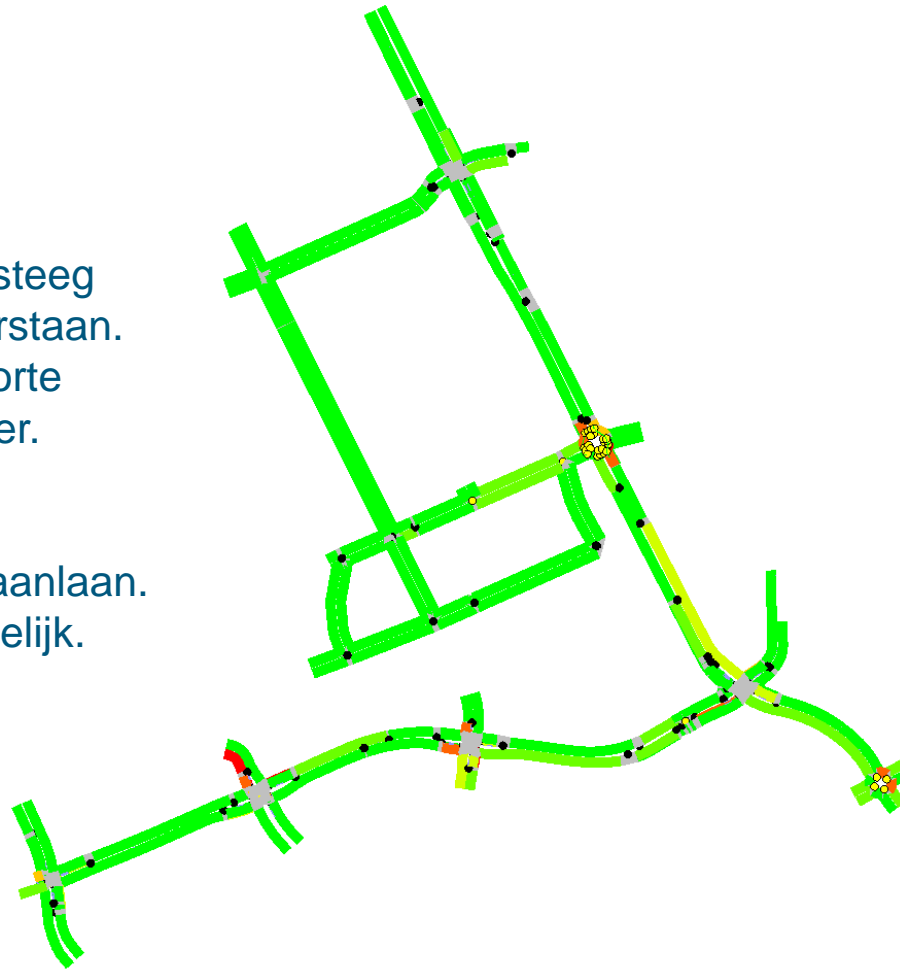 steeg
rstaan.
orte
er.
aanlaan.
elijk.